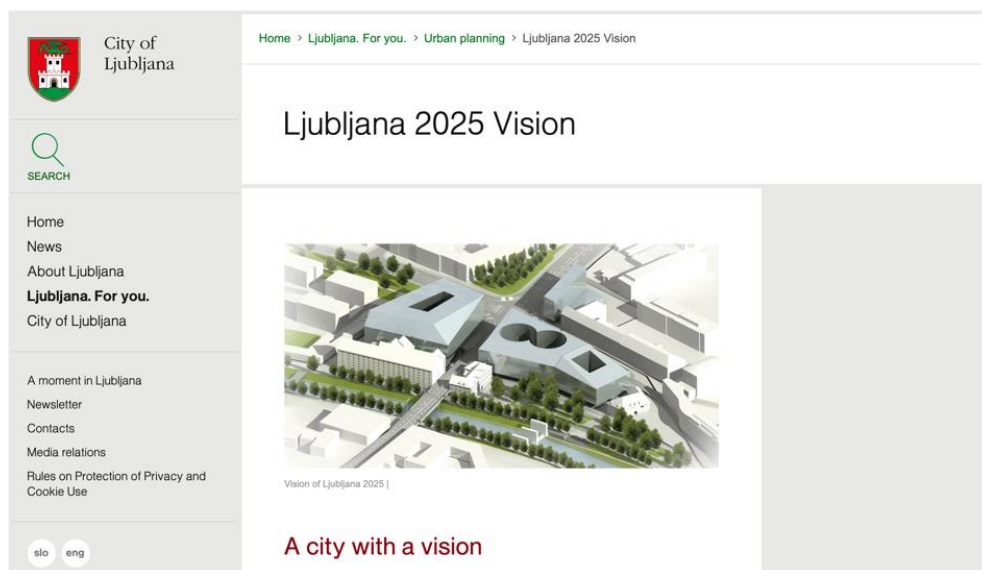 City of
Ljubljana
SEARCH
Home
News
About Ljubljana
Ljubljana. For you.
City of Ljubljana
A moment in Ljubljana
Newsletter
Contacts
Media relations
Rules on Protection of Privacy and
Cookie Use
slo eng
Home > Ljubljana. For you. > Urban planning > Ljubljana 2025 Vision
Ljubljana 2025 Vision
Vision of Ljubljana 2025 |
A city with a vision